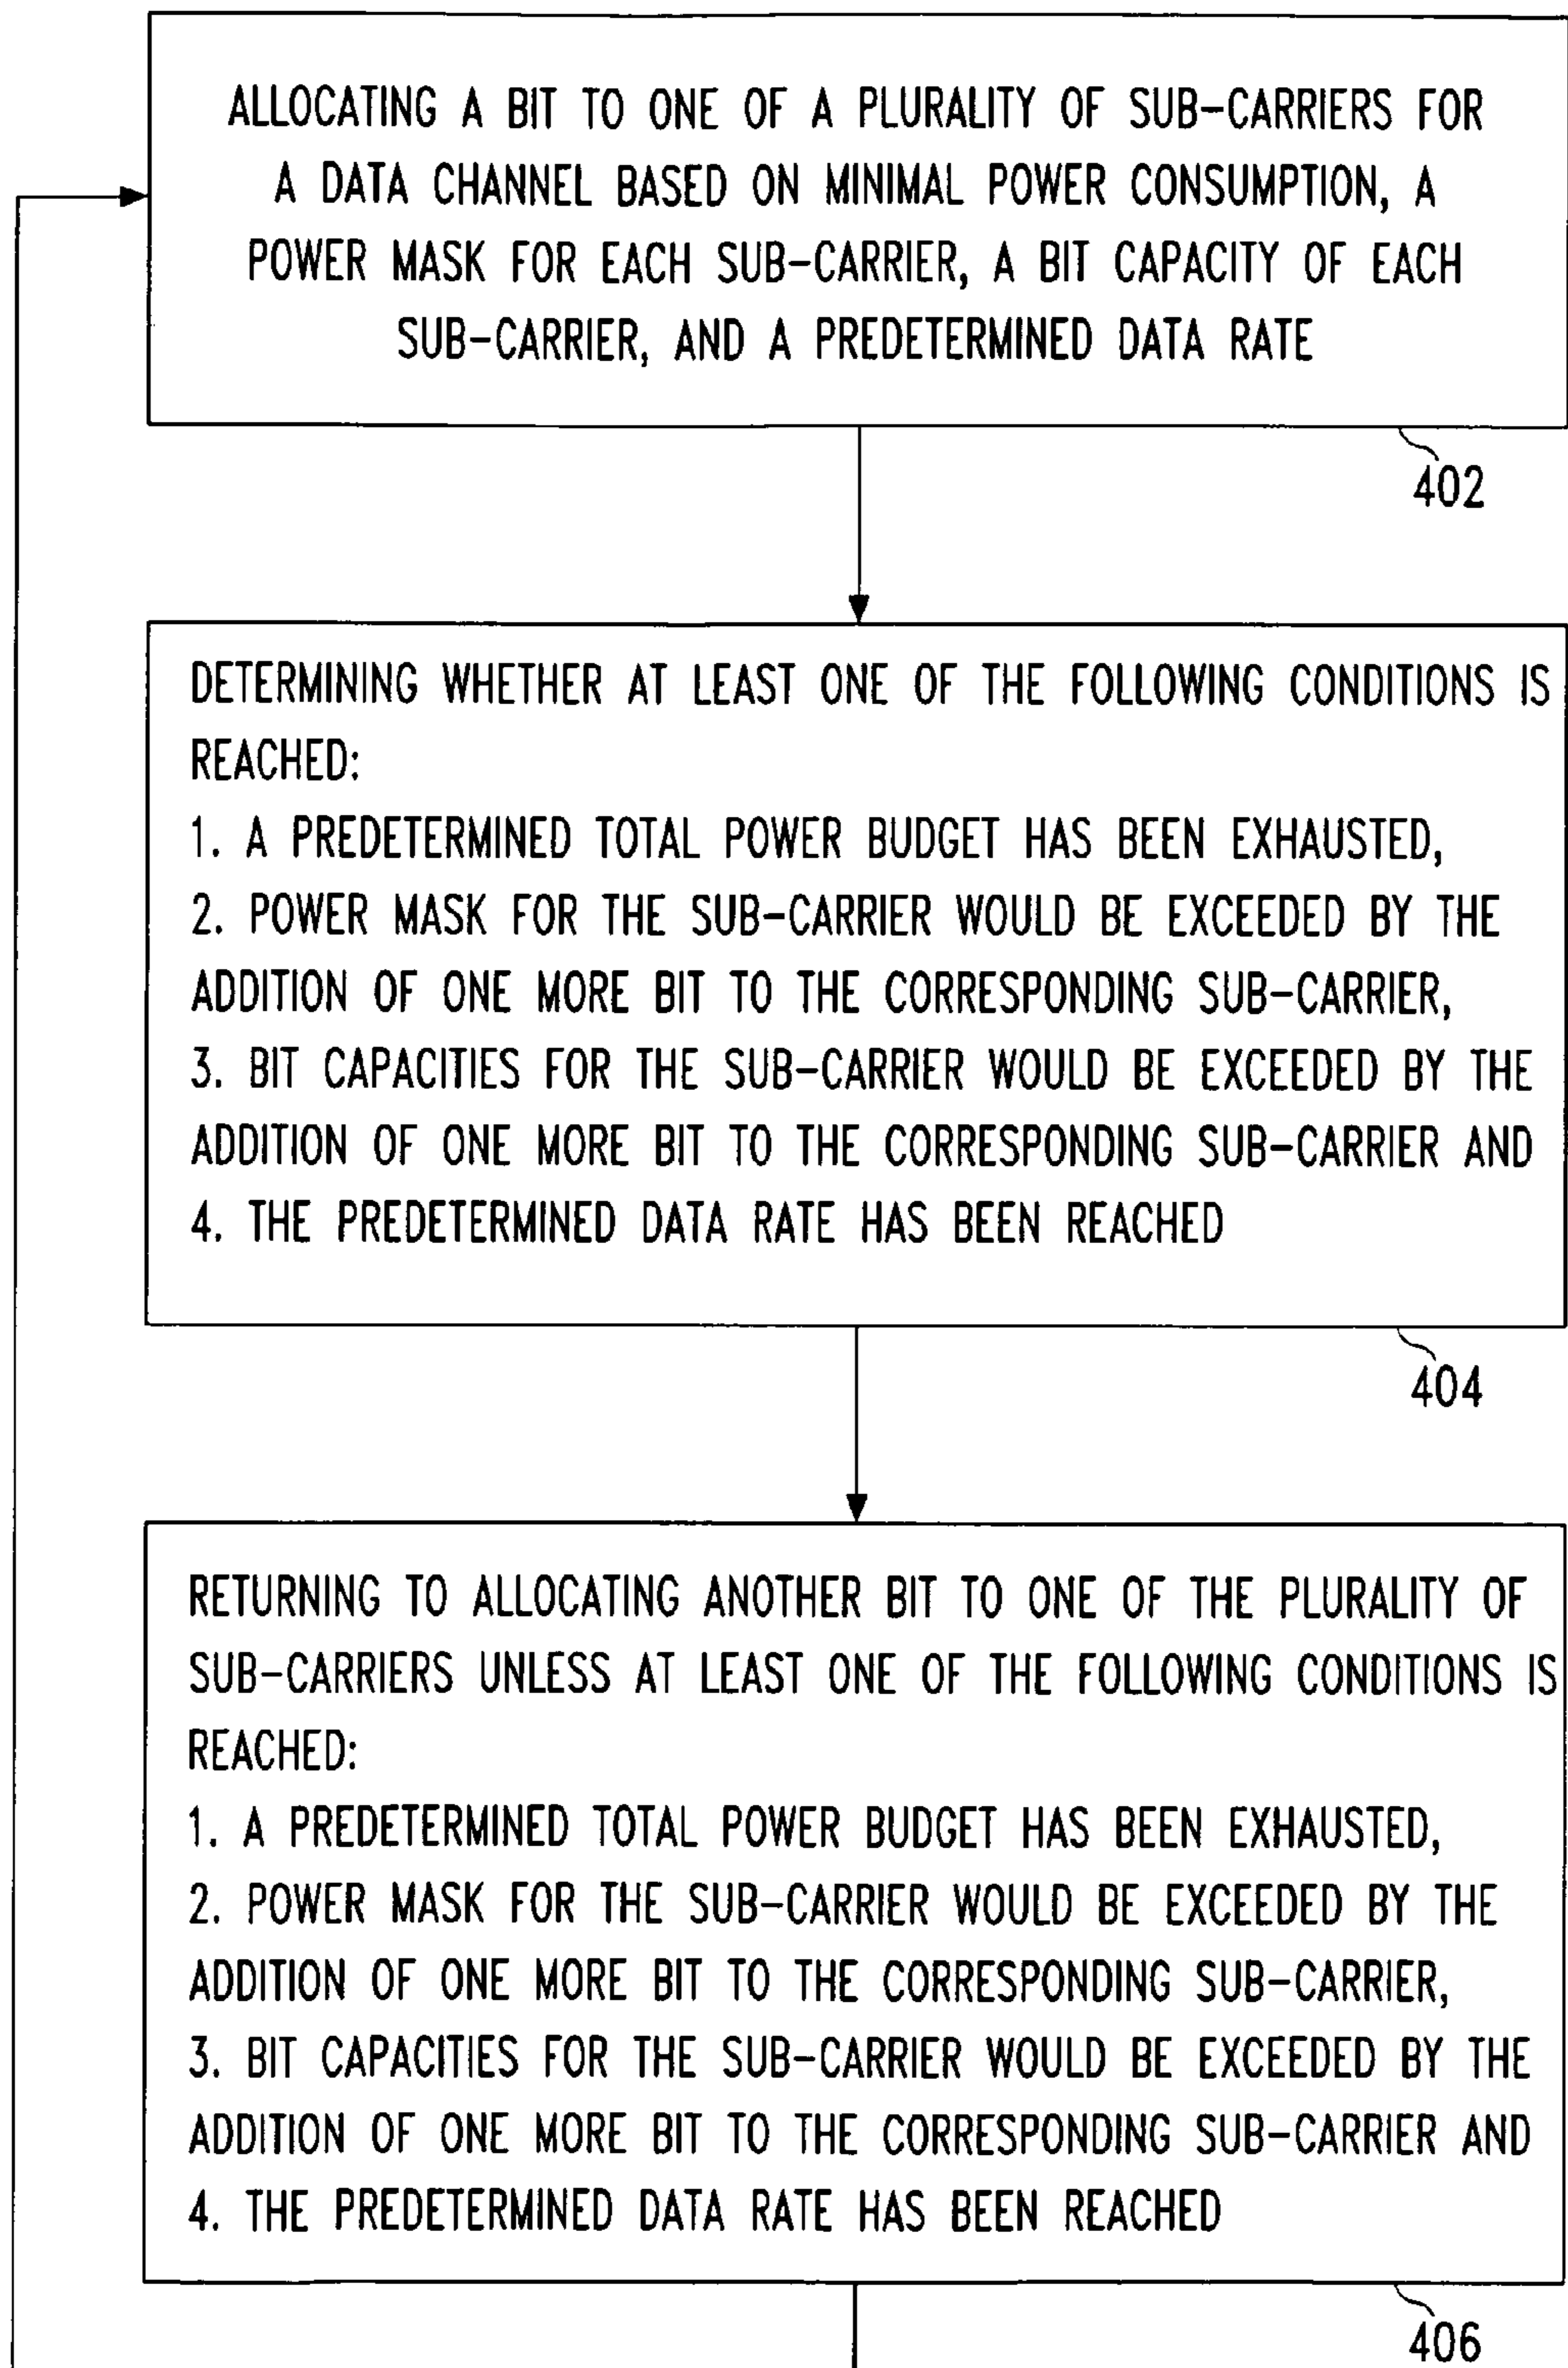 ALLOCATING A BIT TO ONE OF A PLURALITY OF SUB-CARRIERS FOR
A DATA CHANNEL BASED ON MINIMAL POWER CONSUMPTION, A
POWER MASK FOR EACH SUB-CARRIER, A BIT CAPACITY OF EACH
SUB-CARRIER, AND A PREDETERMINED DATA RATE
402
DETERMINING WHETHER AT LEAST ONE OF THE FOLLOWING CONDITIONS IS
REACHED:
1. A PREDETERMINED TOTAL POWER BUDGET HAS BEEN EXHAUSTED,
2. POWER MASK FOR THE SUB-CARRIER WOULD BE EXCEEDED BY THE
ADDITION OF ONE MORE BIT TO THE CORRESPONDING SUB-CARRIER,
3. BIT CAPACITIES FOR THE SUB-CARRIER WOULD BE EXCEEDED BY THE
ADDITION OF ONE MORE BIT TO THE CORRESPONDING SUB-CARRIER AND
4. THE PREDETERMINED DATA RATE HAS BEEN REACHED
404
RETURNING TO ALLOCATING ANOTHER BIT TO ONE OF THE PLURALITY OF
SUB-CARRIERS UNLESS AT LEAST ONE OF THE FOLLOWING CONDITIONS IS
REACHED:
1. A PREDETERMINED TOTAL POWER BUDGET HAS BEEN EXHAUSTED,
2. POWER MASK FOR THE SUB-CARRIER WOULD BE EXCEEDED BY THE
ADDITION OF ONE MORE BIT TO THE CORRESPONDING SUB-CARRIER,
3. BIT CAPACITIES FOR THE SUB-CARRIER WOULD BE EXCEEDED BY THE
ADDITION OF ONE MORE BIT TO THE CORRESPONDING SUB-CARRIER AND
4. THE PREDETERMINED DATA RATE HAS BEEN REACHED
406